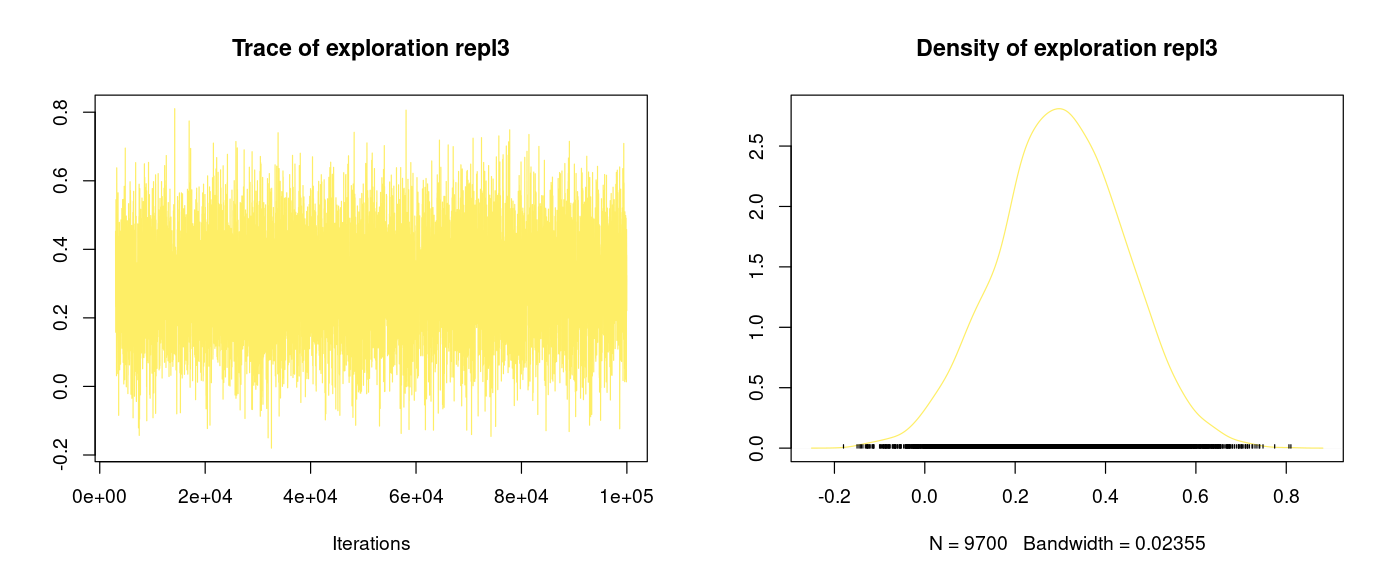 Trace of exploration repl3
0.8
0.6
0.4
0.2
0.0
-0.2
0e+00 2e+04 4e+04 6e+04 8e+04 1e+05
Iterations
Density of exploration repl3
2.5
2.0
1.5
1.0
0.5
0.0
-0.2 0.0 0.2 0.4 0.6 0.8
N = 9700 Bandwidth = 0.02355